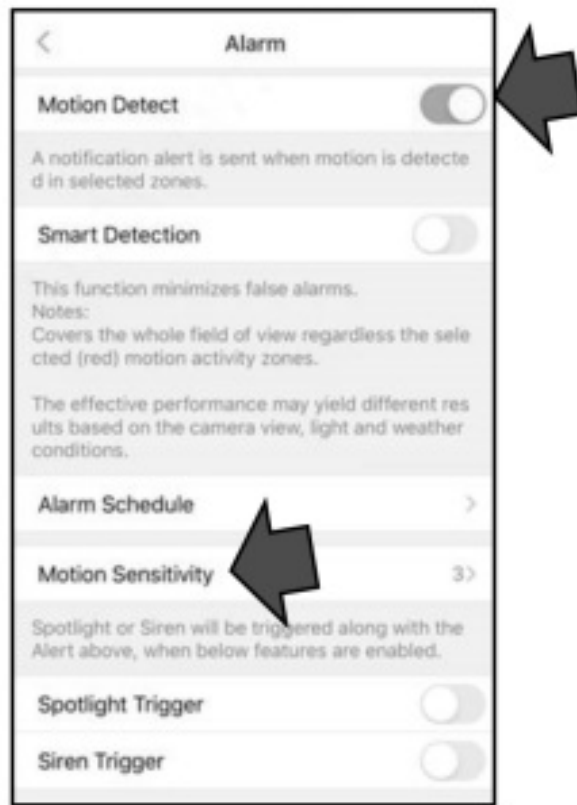 Alarm
Motion Detect
A notification alert is sent when motion is detecte
d in selected zones.
Smart Detection
This function minimizes false alarms.
Notes:
Covers the whole field of view regardless the sele
cted (red) motion activity zones.
The effective performance may yield different res
ults based on the camera view, light and weather
conditions.
Alarm Schedule
Motion Sensitivity 3
Spotlight or Siren will be triggered along with the
Alert above, when below features are enabled.
Spotlight Trigger
Siren Trigger